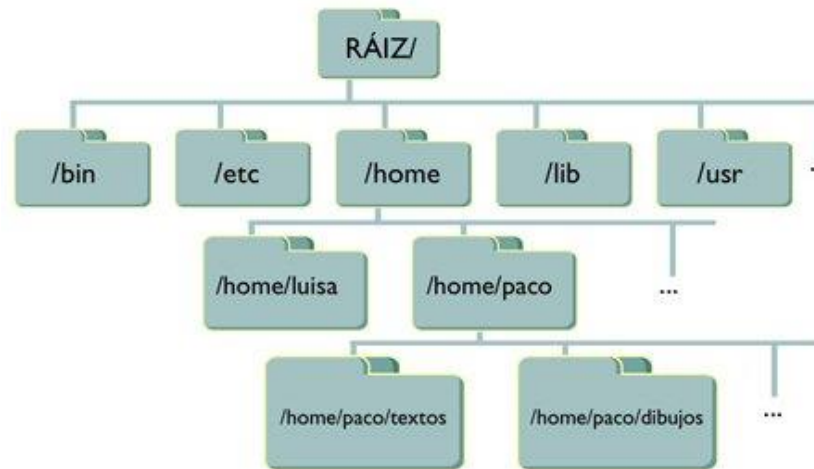 RÁIZ/
/bin
/etc
/home
/lib
/usr
/home/luisa
/home/paco
...
/home/paco/textos
/home/paco/dibujos
...